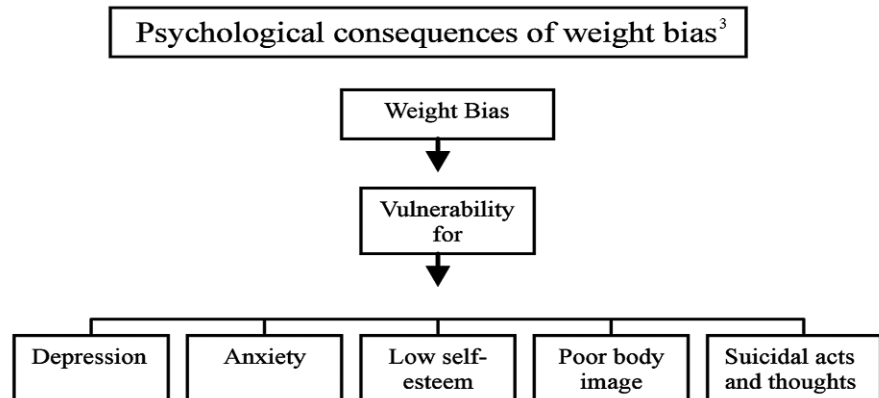 Psychological consequences of weight bias³
Weight Bias
Vulnerability
for
Depression
Anxiety
Low self-
esteem
Poor body
image
Suicidal acts
and thoughts